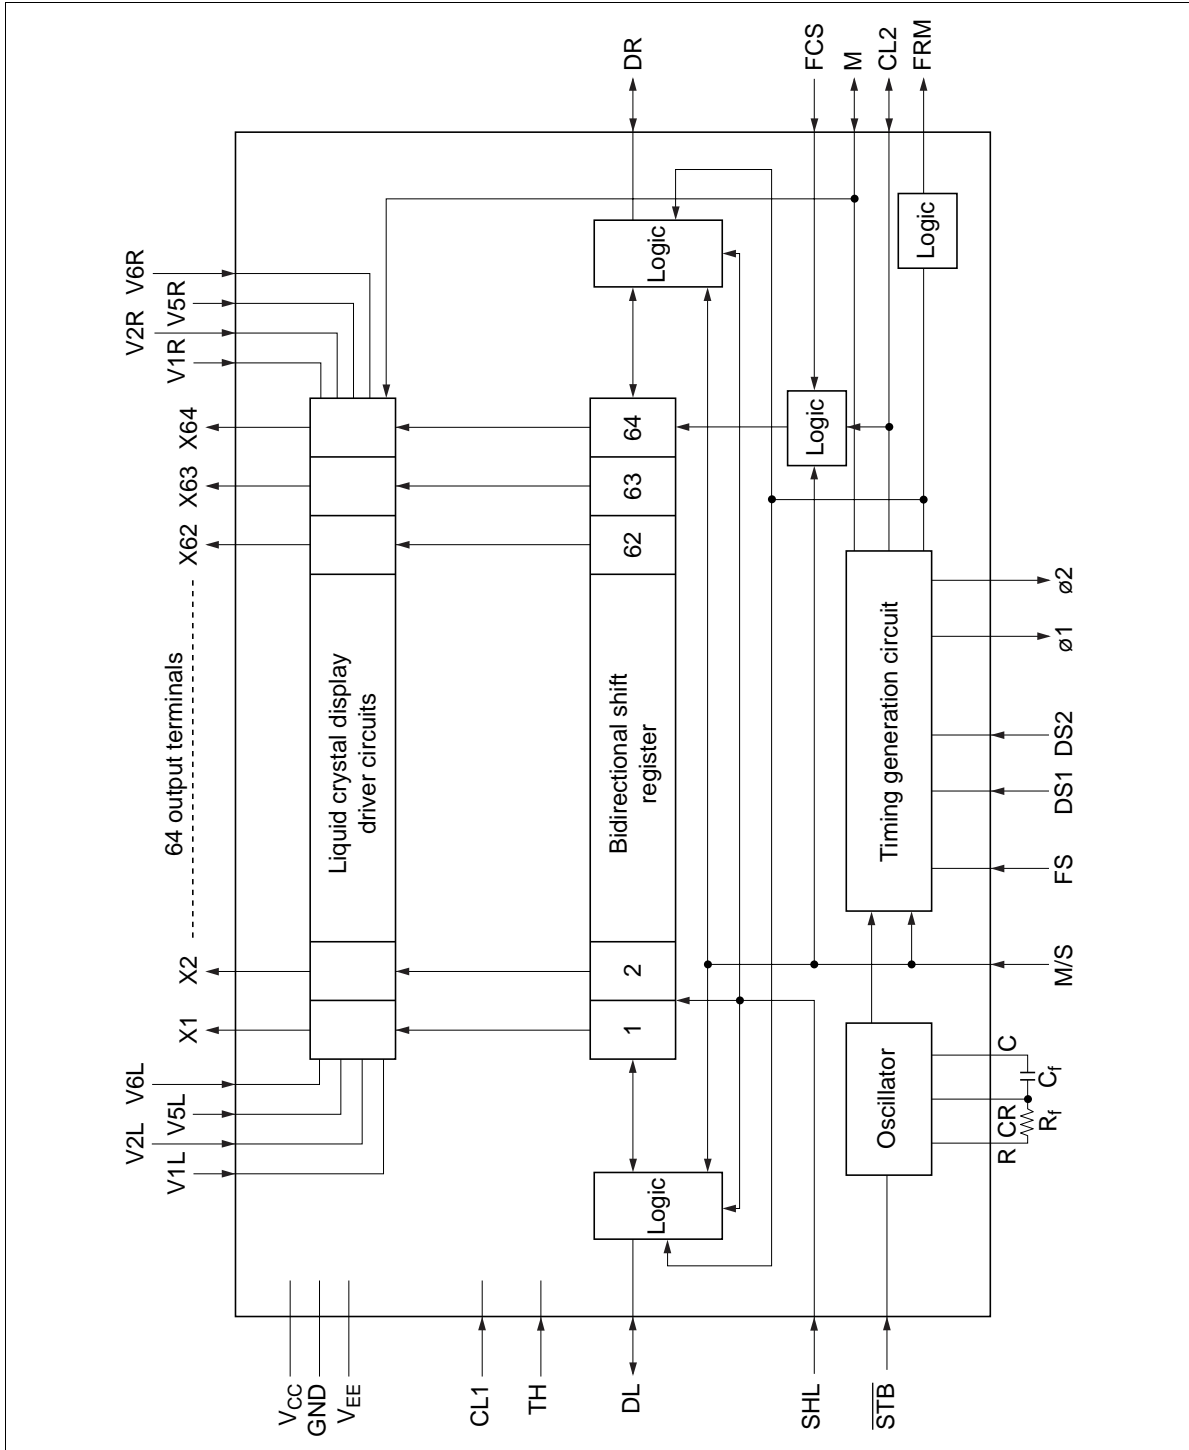 V1L
V2L
V5L
V6L
X1
X2
64 output terminals
X62
X63
X64
V1R
V2R
V5R
V6R
VCC
GND
VEE
Liquid crystal display
driver circuits
CL1
TH
DL
Logic
1
2
Bidirectional shift
register
62
63
64
Logic
DR
SHL
Logic
FCS
M
CL2
STB
Oscillator
Timing generation circuit
Logic
FRM
R
CR
C
Rf
Cf
M/S
FS
DS1
DS2
ø1
ø2